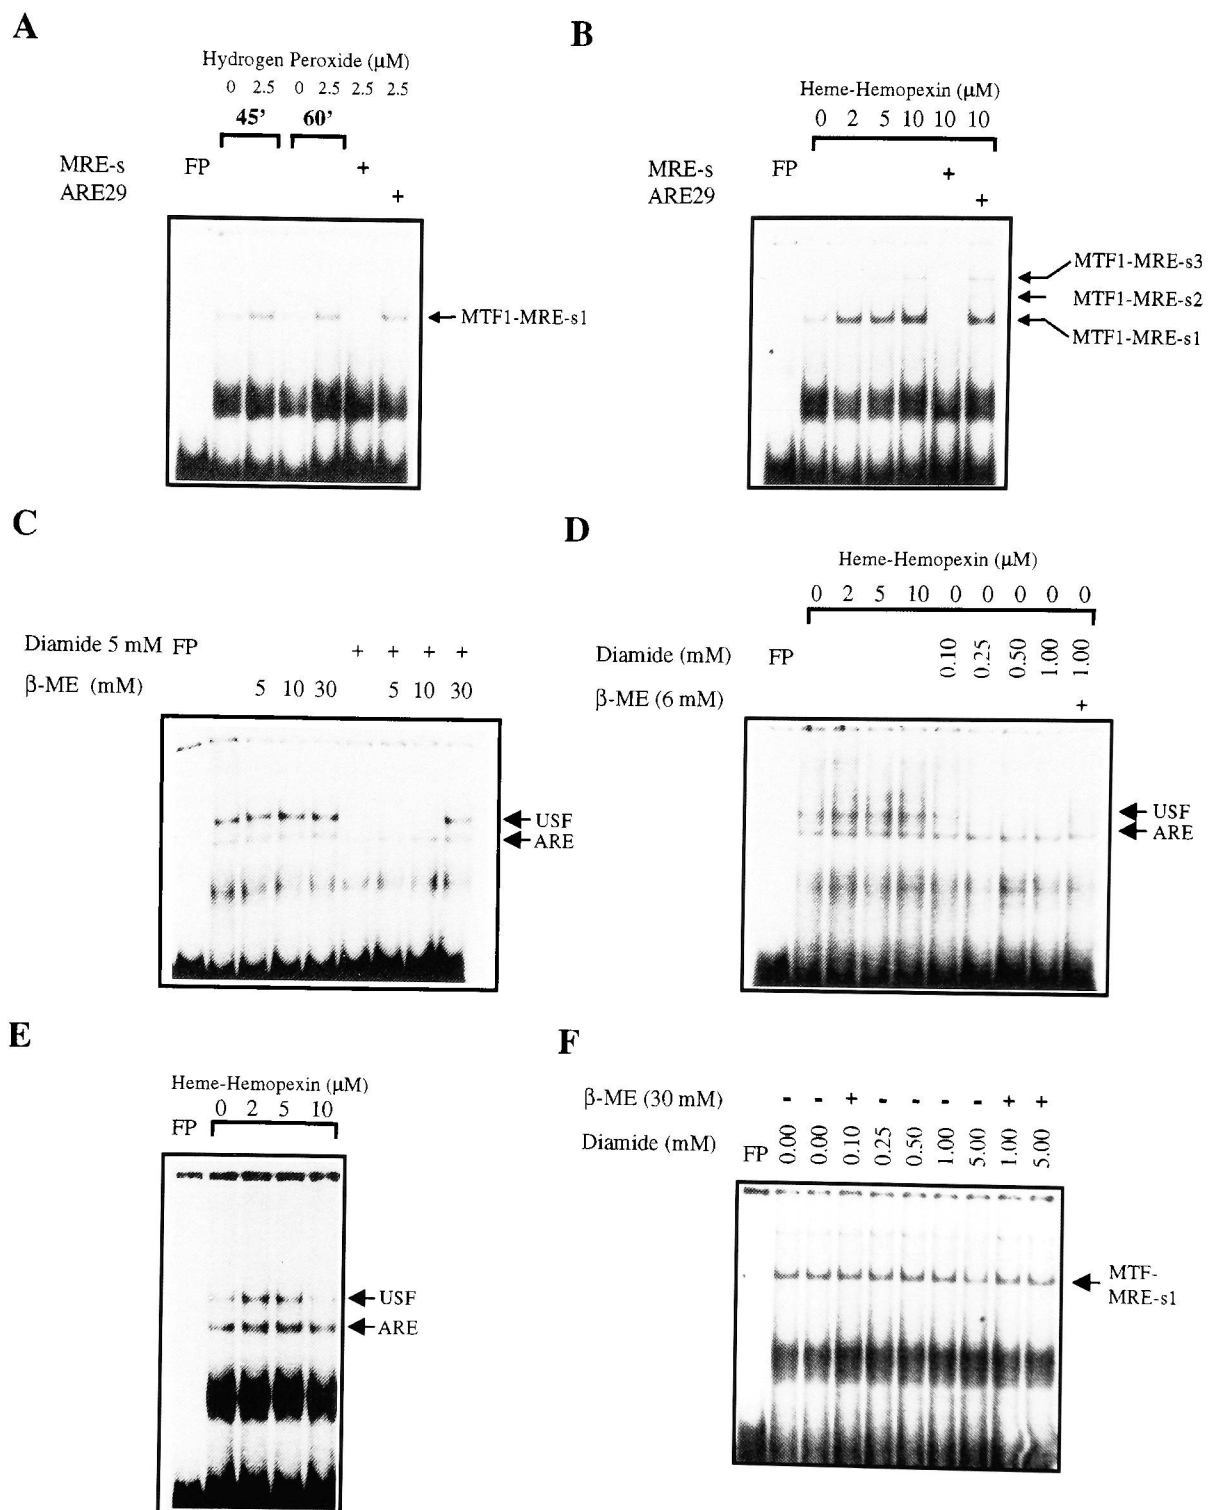 A
Hydrogen Peroxide (μM)
0 2.5 0 2.5 2.5 2.5
45’ 60’
MRE-s FP +
ARE29 +
MTF1-MRE-s1
B
Heme-Hemopexin (μM)
0 2 5 10 10 10
MRE-s FP +
ARE29 +
MTF1-MRE-s3
MTF1-MRE-s2
MTF1-MRE-s1
C
Diamide 5 mM FP + + + +
β-ME (mM) 5 10 30 5 10 30
USF
ARE
D
Heme-Hemopexin (μM)
0 2 5 10 0 0 0 0 0
Diamide (mM) FP 0.10 0.25 0.50 1.00 1.00
β-ME (6 mM) +
USF
ARE
E
Heme-Hemopexin (μM)
0 2 5 10
FP
USF
ARE
F
β-ME (30 mM) - - + - - - - + +
Diamide (mM) FP 0.00 0.00 0.10 0.25 0.50 1.00 5.00 1.00 5.00
MTF-
MRE-s1